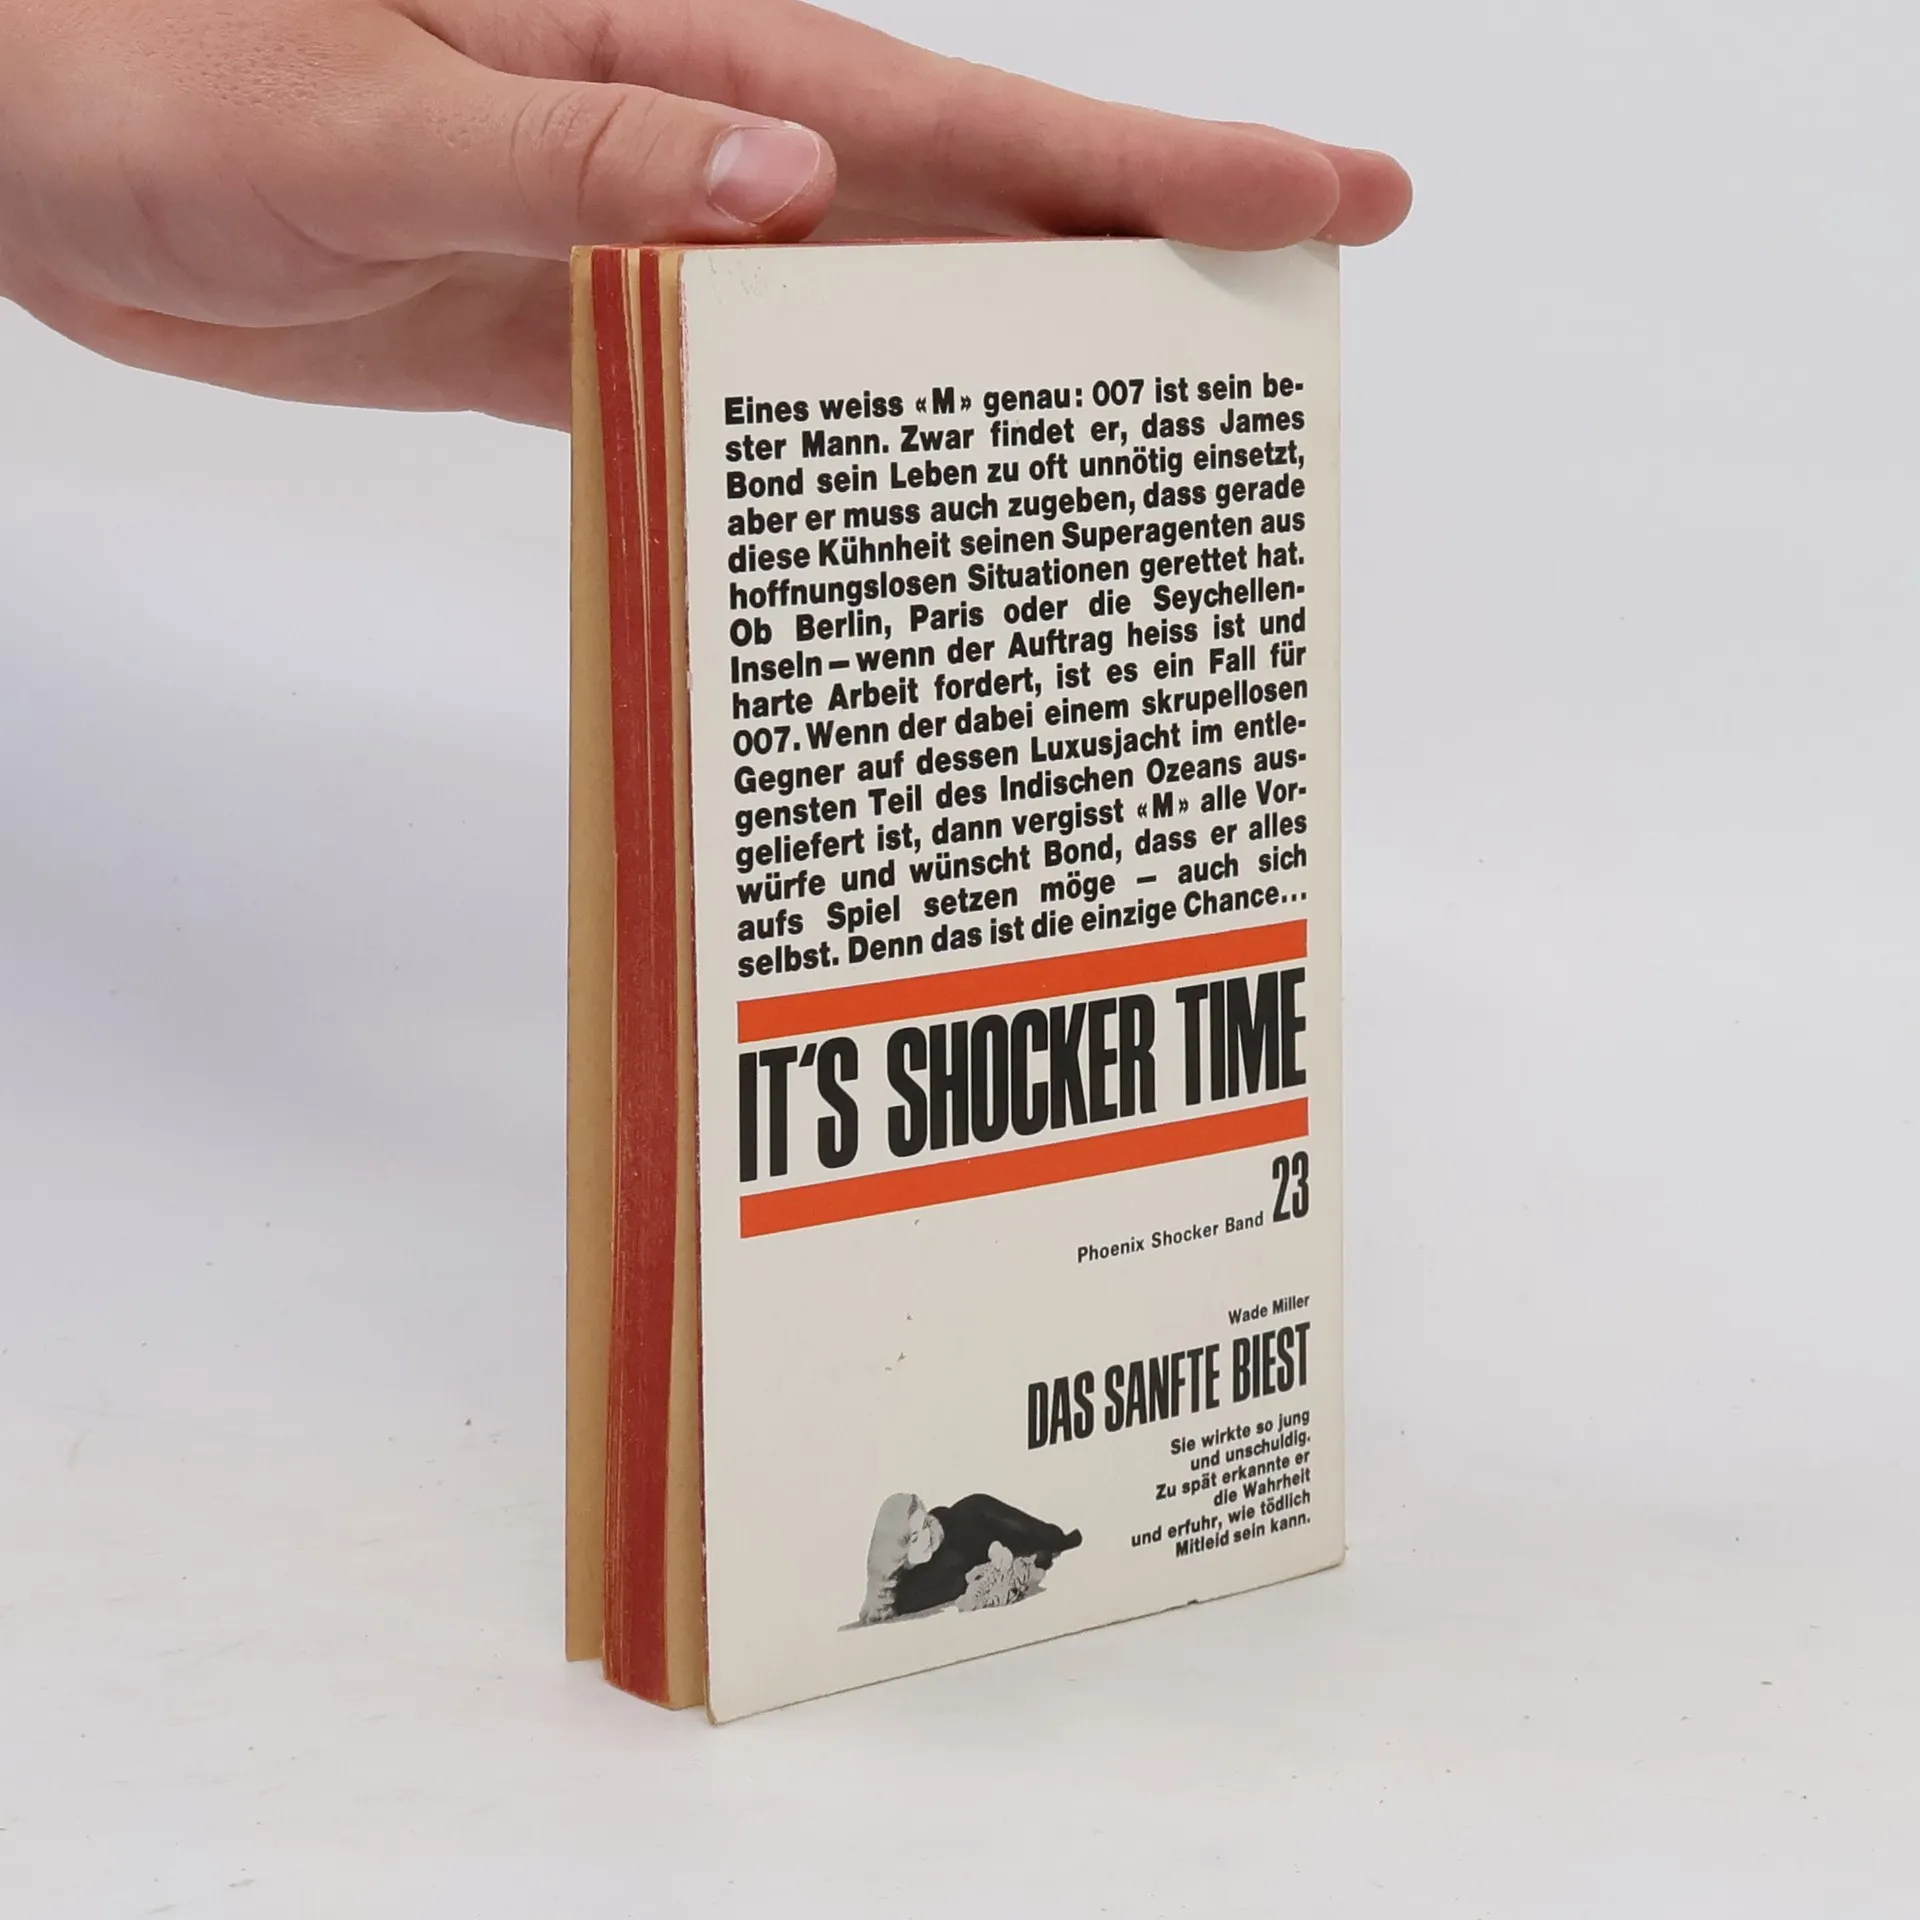 Eines weiss «M» genau: 007 ist sein be-
ster Mann. Zwar findet er, dass James
Bond sein Leben zu oft unnötig einsetzt,
aber er muss auch zugeben, dass gerade
diese Kühnheit seinen Superagenten aus
hoffnungslosen Situationen gerettet hat.
Ob Berlin, Paris oder die Seychellen-
Inseln – wenn der Auftrag heiss ist und
harte Arbeit fordert, ist es ein Fall für
007. Wenn der dabei einem skrupellosen
Gegner auf dessen Luxusjacht im entle-
gensten Teil des Indischen Ozeans aus-
geliefert ist, dann vergisst «M» alle Vor-
würfe und wünscht Bond, dass er alles
aufs Spiel setzen möge – auch sich
selbst. Denn das ist die einzige Chance...
IT'S SHOCKER TIME
Phoenix Shocker Band 23
Wade Miller
DAS SANFTE BIEST
Sie wirkte so jung
und unschuldig.
Zu spät erkannte er
die Wahrheit
und erfuhr, wie tödlich
Mitleid sein kann.